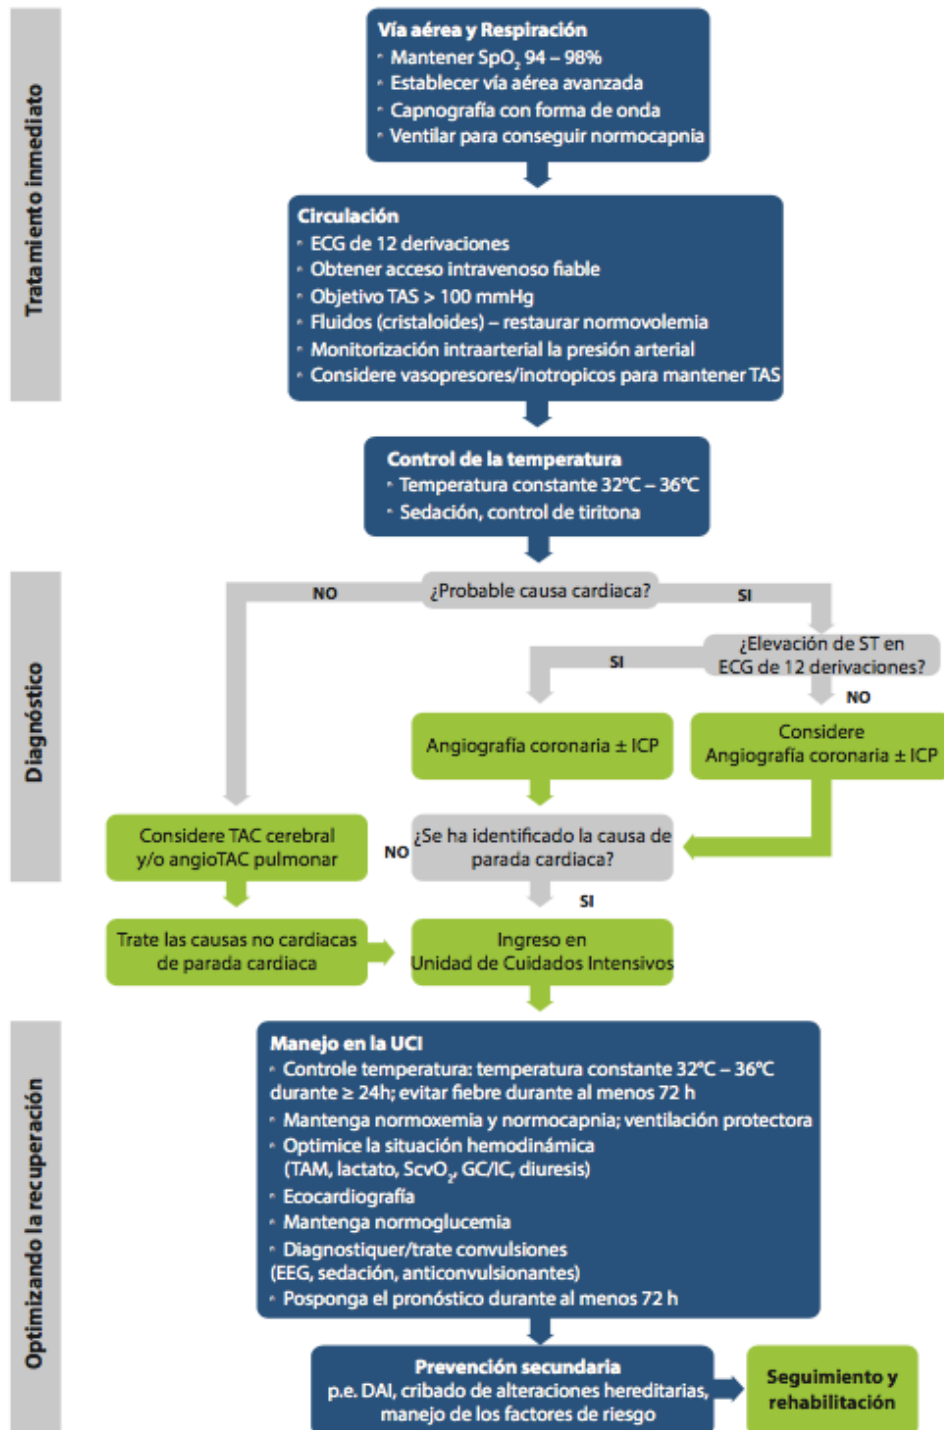 Tratamiento inmediato
Vía aérea y Respiración
• Mantener SpO₂ 94 – 98%
• Establecer vía aérea avanzada
• Capnografía con forma de onda
• Ventilar para conseguir normocapnia
Circulación
• ECG de 12 derivaciones
• Obtener acceso intravenoso fiable
• Objetivo TAS > 100 mmHg
• Fluidos (cristaloides) – restaurar normovolemia
• Monitorización intraarterial la presión arterial
• Considere vasopresores/inotropicos para mantener TAS
Control de la temperatura
• Temperatura constante 32°C – 36°C
• Sedación, control de tiritona
Diagnóstico
¿Probable causa cardiaca?
NO
SI
¿Elevación de ST en
ECG de 12 derivaciones?
SI
NO
Angiografía coronaria ± ICP
Considere
Angiografía coronaria ± ICP
Considere TAC cerebral
y/o angioTAC pulmonar
NO
¿Se ha identificado la causa de
parada cardiaca?
SI
Trate las causas no cardiacas
de parada cardiaca
Ingreso en
Unidad de Cuidados Intensivos
Optimizando la recuperación
Manejo en la UCI
• Controle temperatura: temperatura constante 32°C – 36°C
durante ≥ 24h; evitar fiebre durante al menos 72 h
• Mantenga normoxemia y normocapnia; ventilación protectora
• Optimice la situación hemodinámica
(TAM, lactato, ScvO₂, GC/IC, diuresis)
• Ecocardiografía
• Mantenga normoglucemia
• Diagnostiquer/trate convulsiones
(EEG, sedación, anticonvulsionantes)
• Posponga el pronóstico durante al menos 72 h
Prevención secundaria
p.e. DAI, cribado de alteraciones hereditarias,
manejo de los factores de riesgo
Seguimiento y
rehabilitación